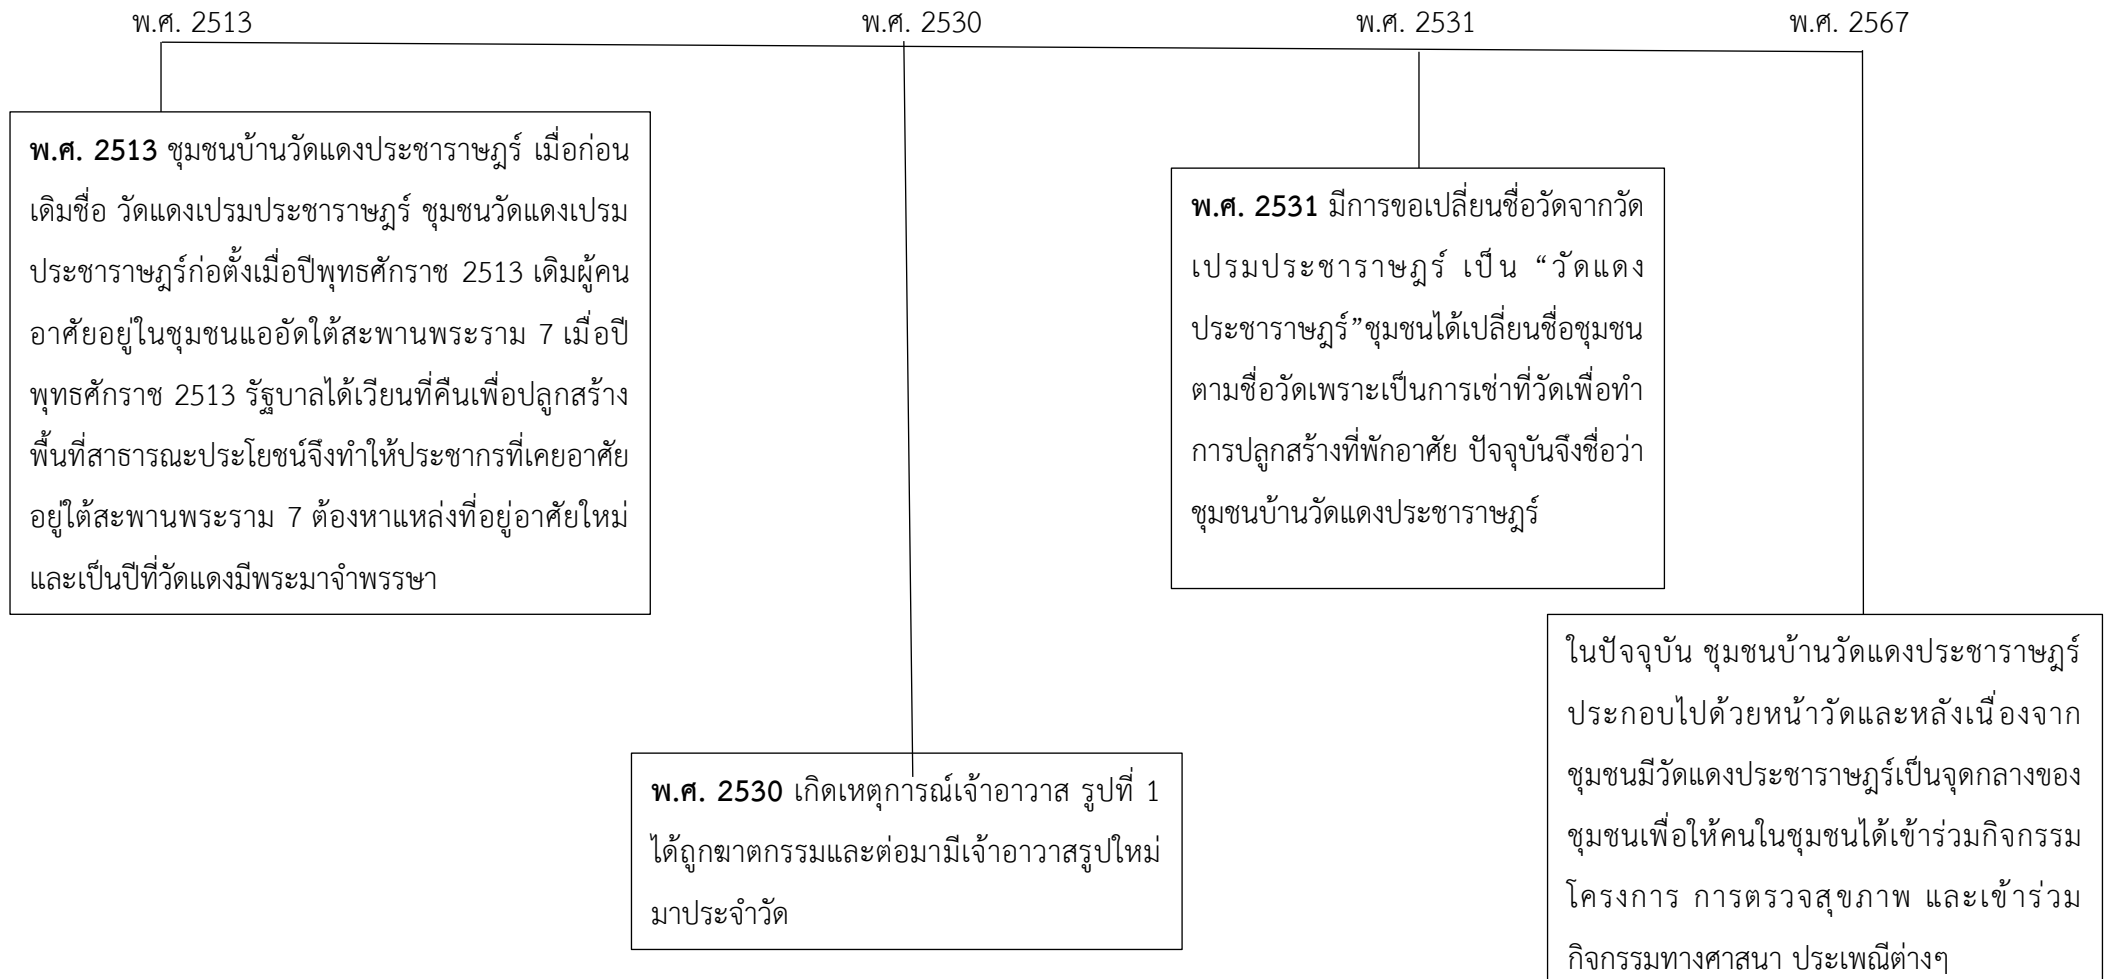 พ.ศ. 2513
พ.ศ. 2530
พ.ศ. 2531
พ.ศ. 2567
พ.ศ. 2513 ชุมชนบ้านวัดแดงประชาราษฎร์ เมื่อก่อน
เดิมชื่อ วัดแดงเปรมประชาราษฎร์ ชุมชนวัดแดงเปรม
ประชาราษฎร์ก่อตั้งเมื่อปีพุทธศักราช 2513 เดิมผู้คน
อาศัยอยู่ในชุมชนแออัดใต้สะพานพระราม 7 เมื่อปี
พุทธศักราช 2513 รัฐบาลได้เวียนที่คืนเพื่อปลูกสร้าง
พื้นที่สาธารณะประโยชน์จึงทำให้ประชากรที่เคยอาศัย
อยู่ใต้สะพานพระราม 7 ต้องหาแหล่งที่อยู่อาศัยใหม่
และเป็นปีที่วัดแดงมีพระมาจำพรรษา
พ.ศ. 2530 เกิดเหตุการณ์เจ้าอาวาส รูปที่ 1
ได้ถูกฆาตกรรมและต่อมามีเจ้าอาวาสรูปใหม่
มาประจำวัด
พ.ศ. 2531 มีการขอเปลี่ยนชื่อวัดจากวัด
เปรมประชาราษฎร์ เป็น “วัดแดง
ประชาราษฎร์”ชุมชนได้เปลี่ยนชื่อชุมชน
ตามชื่อวัดเพราะเป็นการเช่าที่วัดเพื่อทำ
การปลูกสร้างที่พักอาศัย ปัจจุบันจึงชื่อว่า
ชุมชนบ้านวัดแดงประชาราษฎร์
ในปัจจุบัน ชุมชนบ้านวัดแดงประชาราษฎร์
ประกอบไปด้วยหน้าวัดและหลังเนื่องจาก
ชุมชนมีวัดแดงประชาราษฎร์เป็นจุดกลางของ
ชุมชนเพื่อให้คนในชุมชนได้เข้าร่วมกิจกรรม
โครงการ การตรวจสุขภาพ และเข้าร่วม
กิจกรรมทางศาสนา ประเพณีต่างๆ